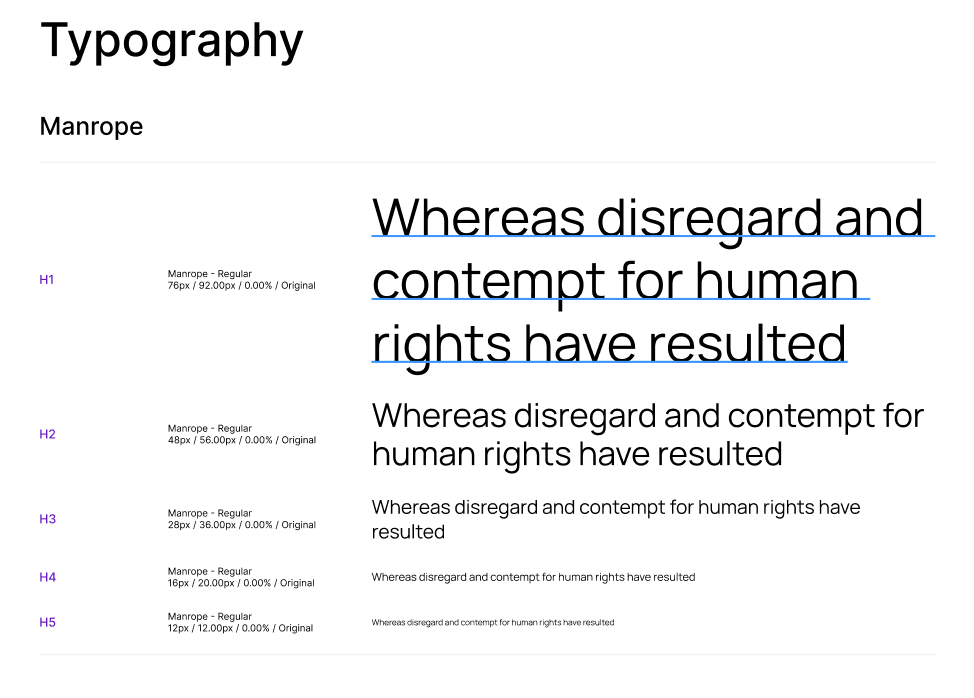 Typography
Manrope
H1
Manrope - Regular
76px / 92.00px / 0.00% / Original
Whereas disregard and
contempt for human
rights have resulted
H2
Manrope - Regular
48px / 56.00px / 0.00% / Original
Whereas disregard and contempt for
human rights have resulted
H3
Manrope - Regular
28px / 36.00px / 0.00% / Original
Whereas disregard and contempt for human rights have
resulted
H4
Manrope - Regular
16px / 20.00px / 0.00% / Original
Whereas disregard and contempt for human rights have resulted
H5
Manrope - Regular
12px / 12.00px / 0.00% / Original
Whereas disregard and contempt for human rights have resulted